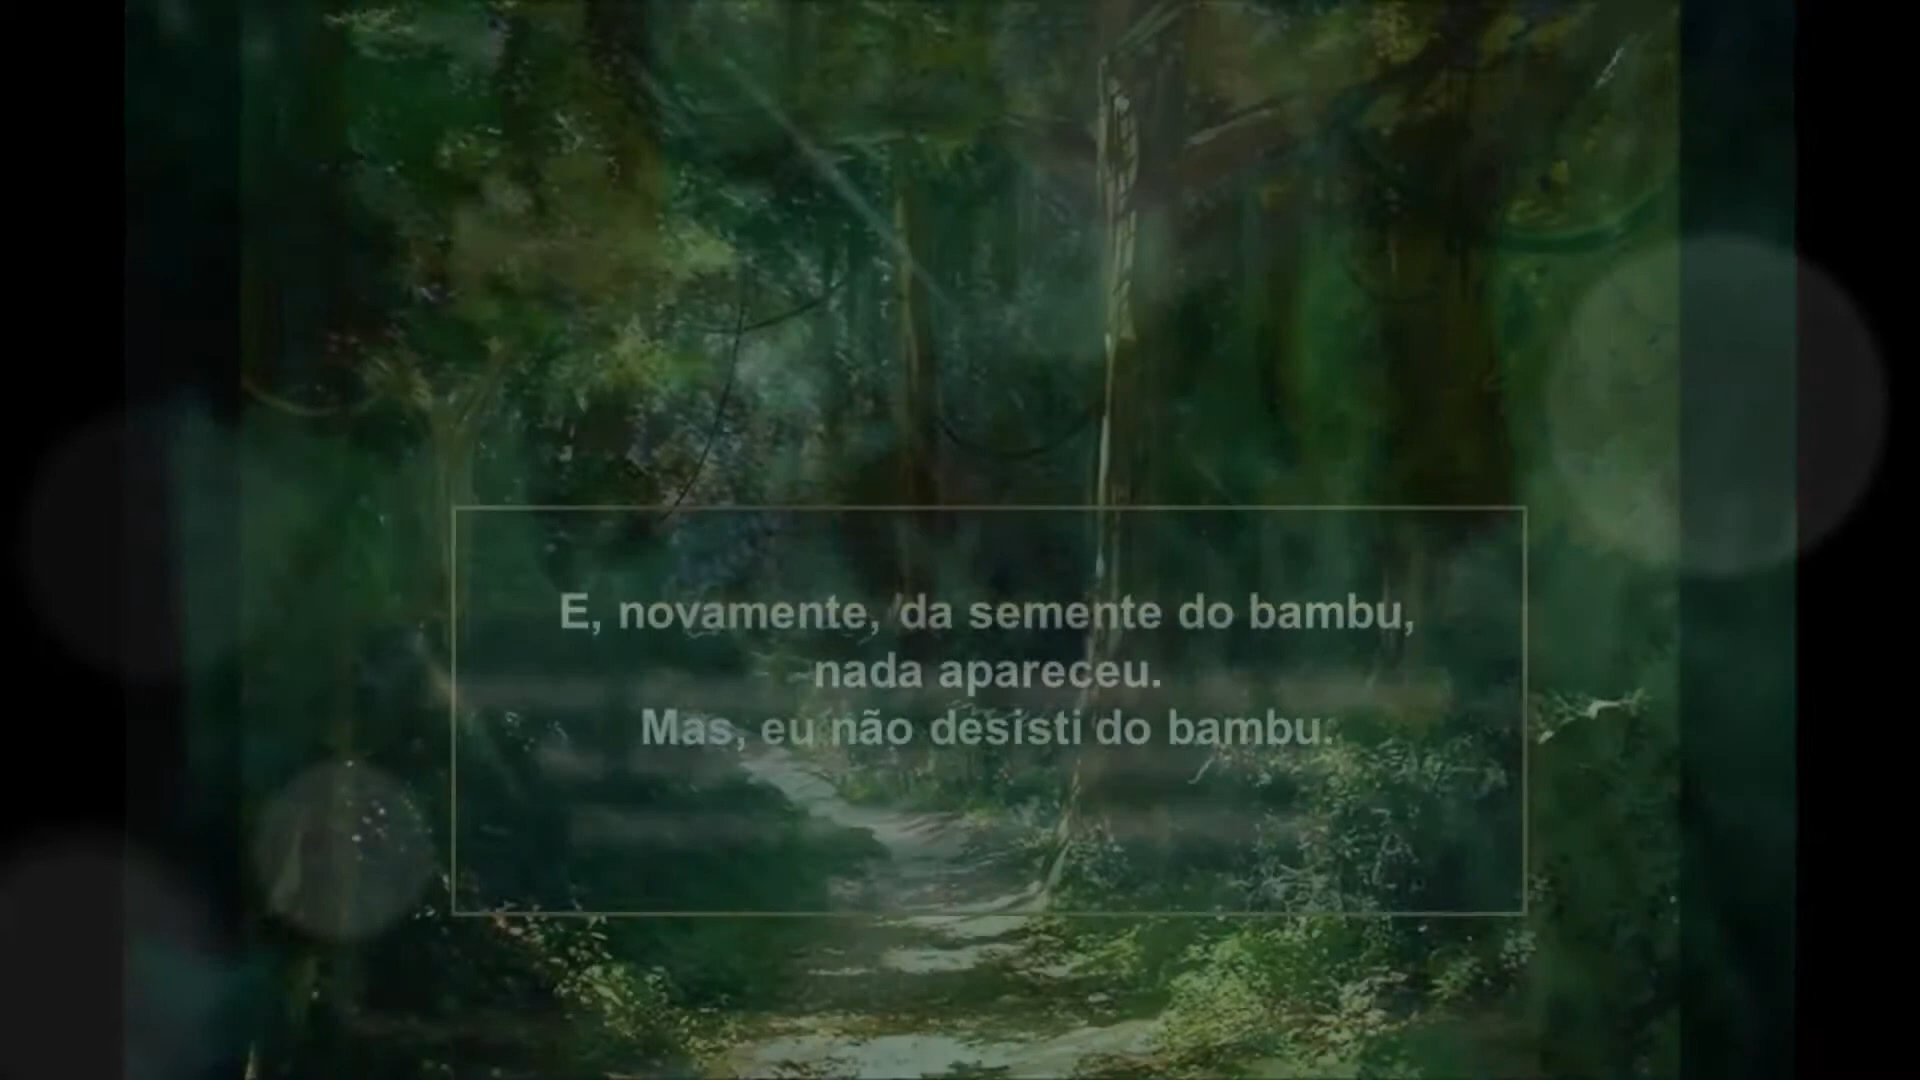 E, novamente, da semente do bambu,
nada apareceu.
Mas, eu não desisti do bambu.